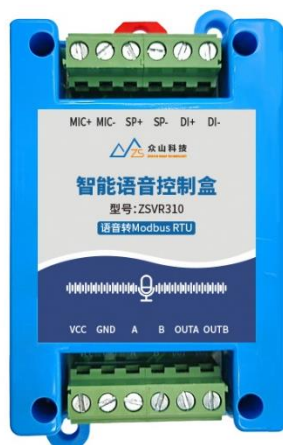 MIC+ MIC- SP+ SP- DI+ DI-
ZS 众山科技
智能语音控制盒
型号:ZSVR310
语音转Modbus RTU
VCC GND A B OUTA OUTB